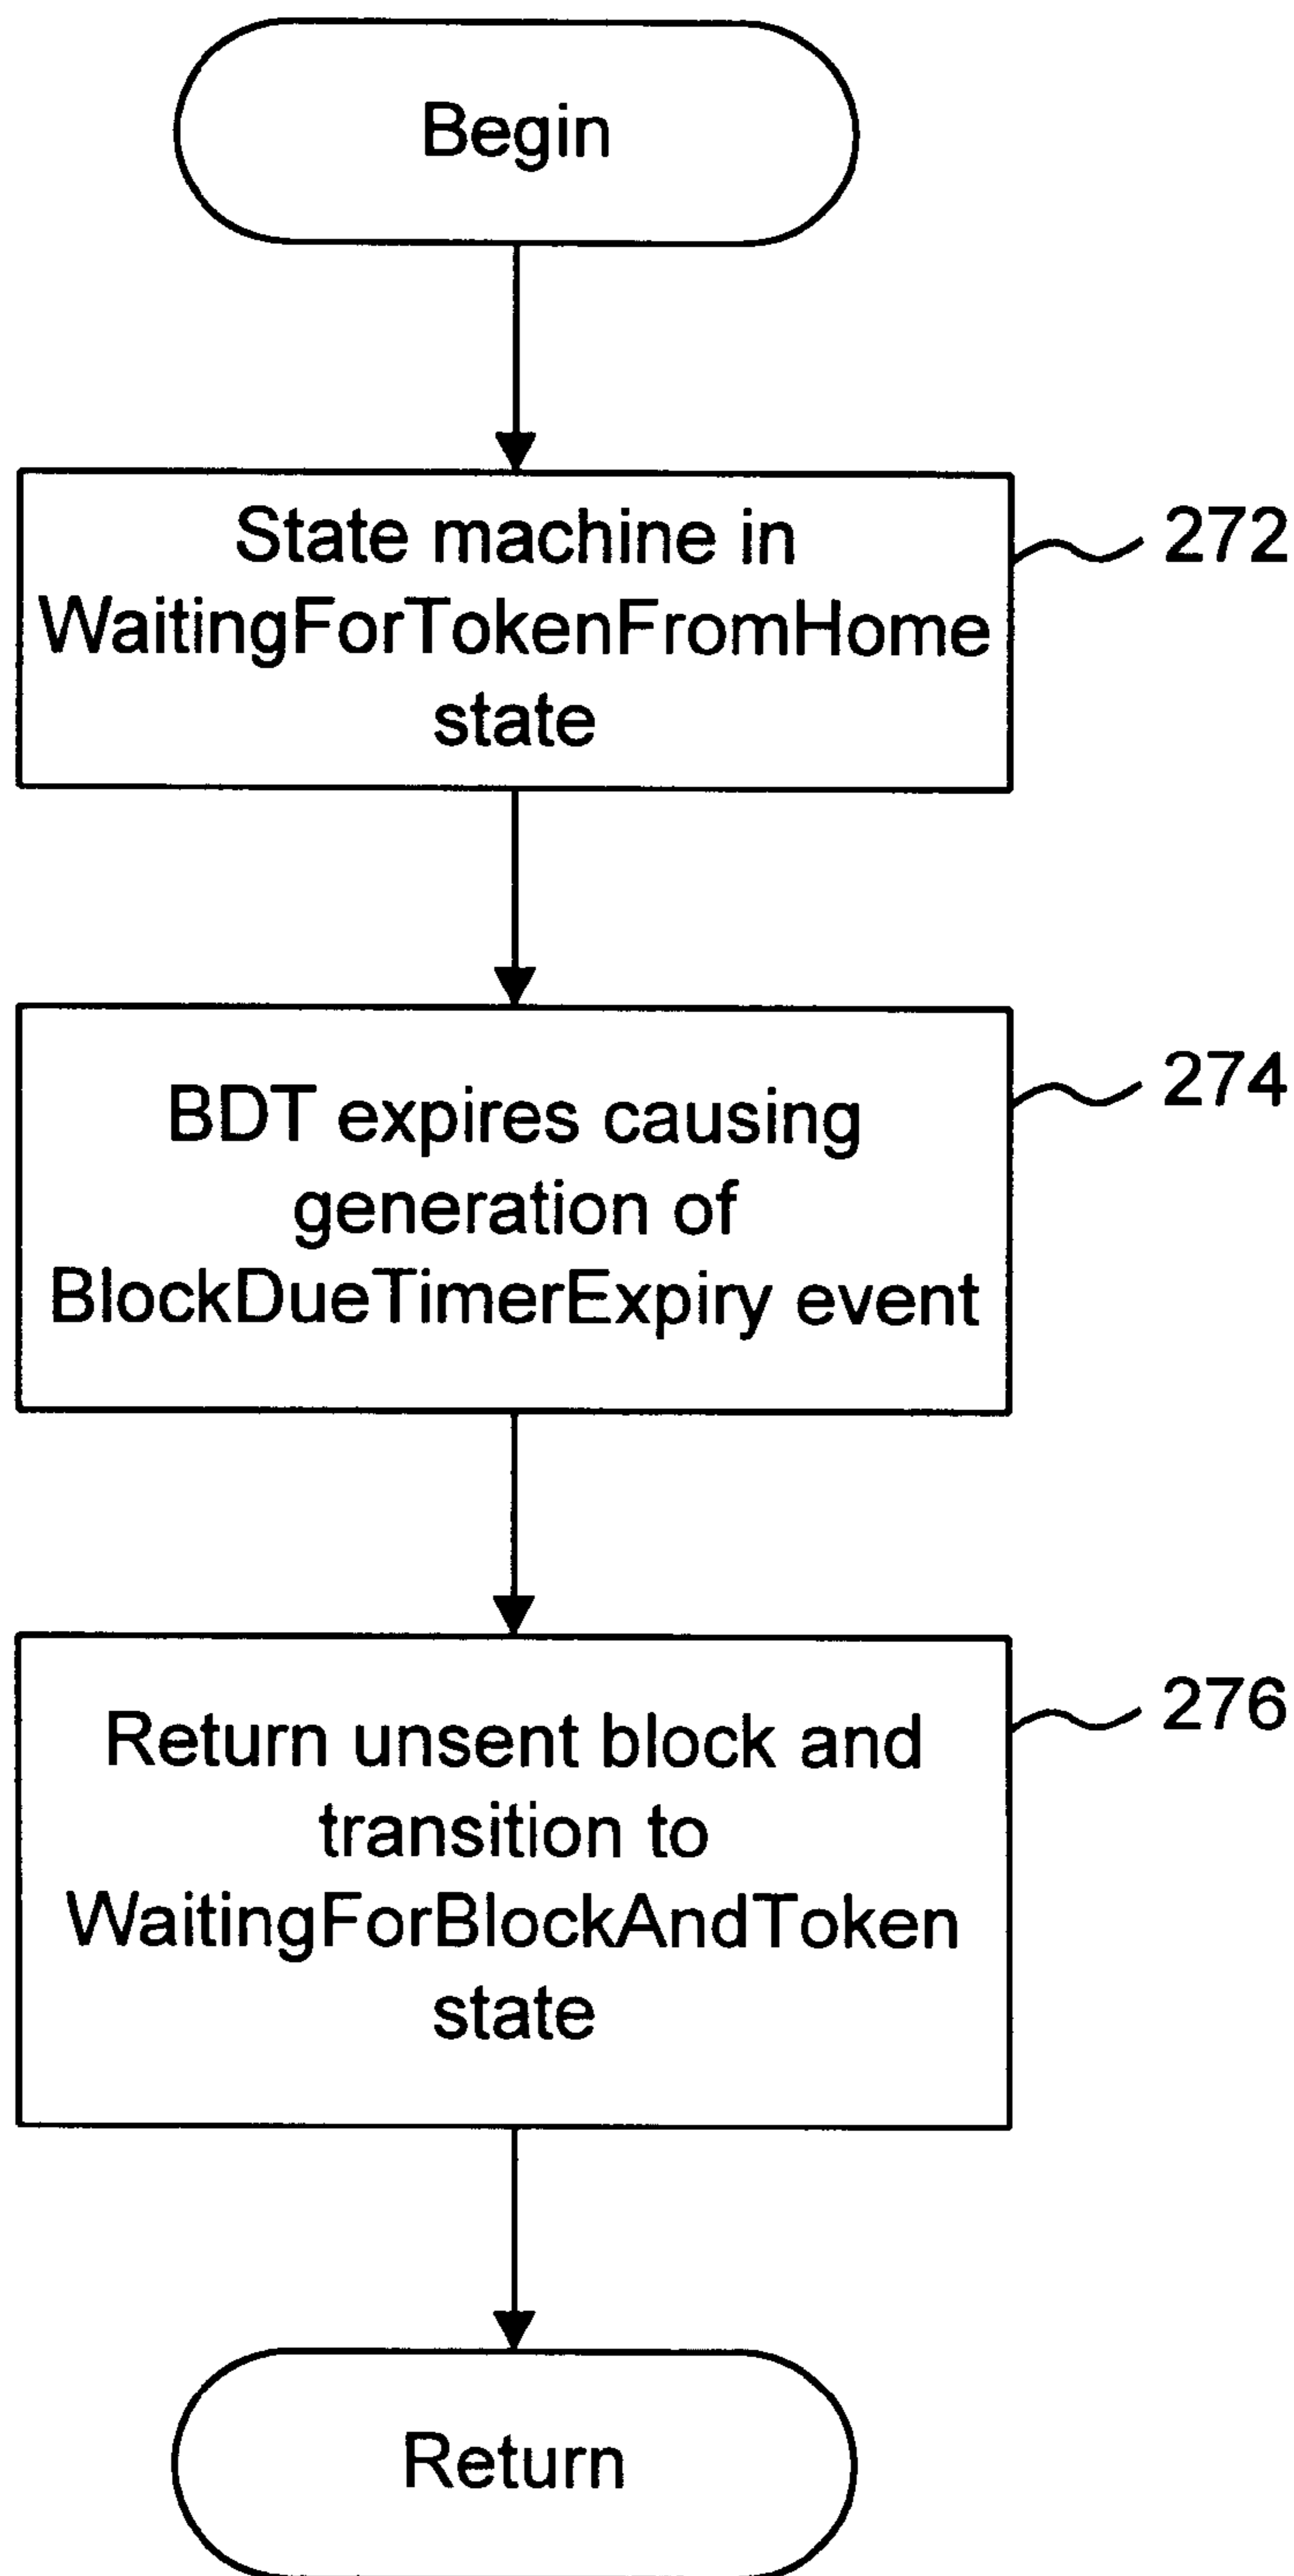 Begin
State machine in
WaitingForTokenFromHome
state
272
BDT expires causing
generation of
BlockDueTimerExpiry event
274
Return unsent block and
transition to
WaitingForBlockAndToken
state
276
Return